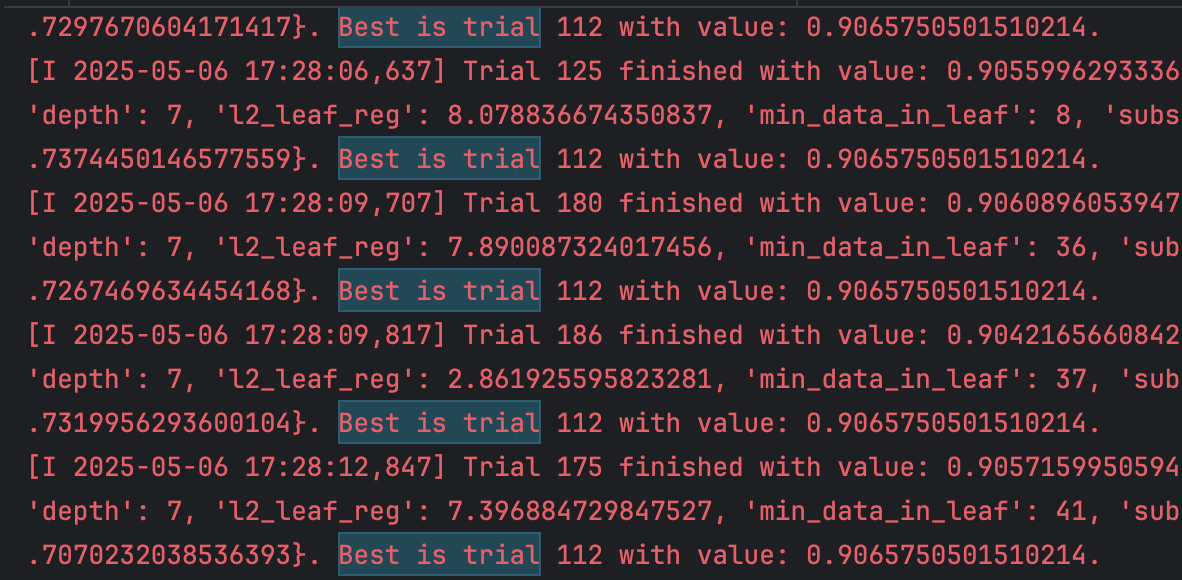 .7297670604171417}. Best is trial 112 with value: 0.9065750501510214.
[I 2025-05-06 17:28:06,637] Trial 125 finished with value: 0.9055996293336
'depth': 7, 'l2_leaf_reg': 8.078836674350837, 'min_data_in_leaf': 8, 'subs
.7374450146577559}. Best is trial 112 with value: 0.9065750501510214.
[I 2025-05-06 17:28:09,707] Trial 180 finished with value: 0.9060896053947
'depth': 7, 'l2_leaf_reg': 7.890087324017456, 'min_data_in_leaf': 36, 'sub
.7267469634454168}. Best is trial 112 with value: 0.9065750501510214.
[I 2025-05-06 17:28:09,817] Trial 186 finished with value: 0.9042165660842
'depth': 7, 'l2_leaf_reg': 2.861925595823281, 'min_data_in_leaf': 37, 'sub
.7319956293600104}. Best is trial 112 with value: 0.9065750501510214.
[I 2025-05-06 17:28:12,847] Trial 175 finished with value: 0.9057159950594
'depth': 7, 'l2_leaf_reg': 7.396884729847527, 'min_data_in_leaf': 41, 'sub
.7070232038536393}. Best is trial 112 with value: 0.9065750501510214.